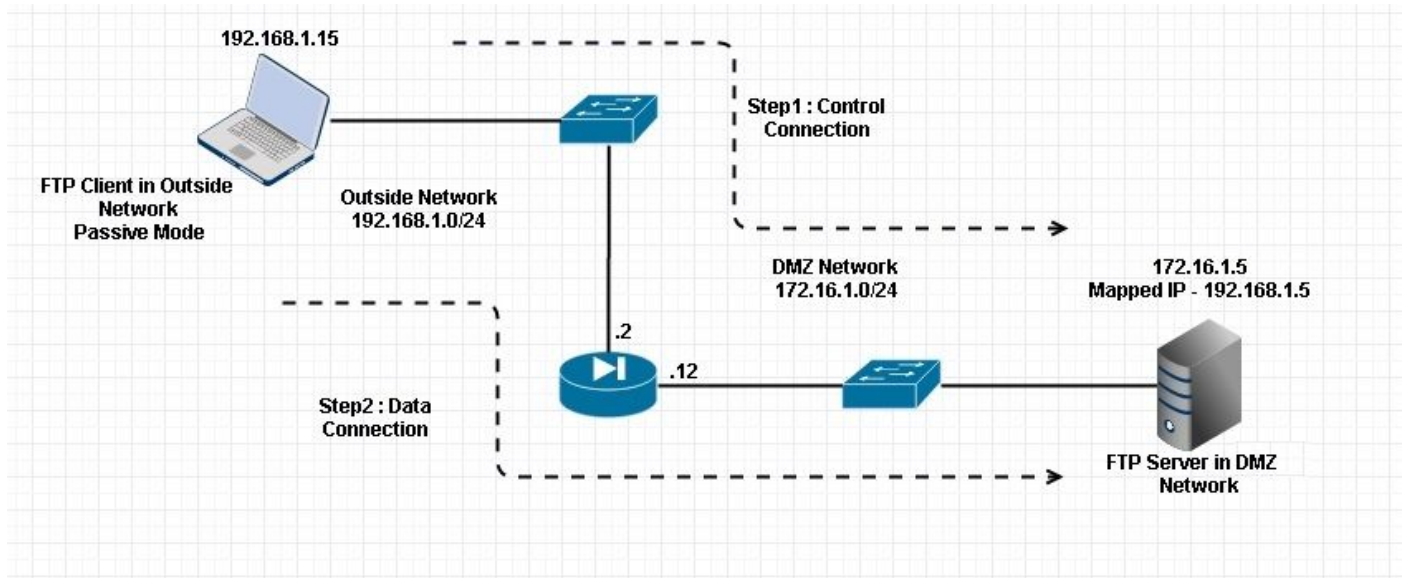 192.168.1.15
FTP Client in Outside
Network
Passive Mode
Outside Network
192.168.1.0/24
Step1 : Control
Connection
DMZ Network
172.16.1.0/24
172.16.1.5
Mapped IP - 192.168.1.5
.2
.12
Step2 : Data
Connection
FTP Server in DMZ
Network